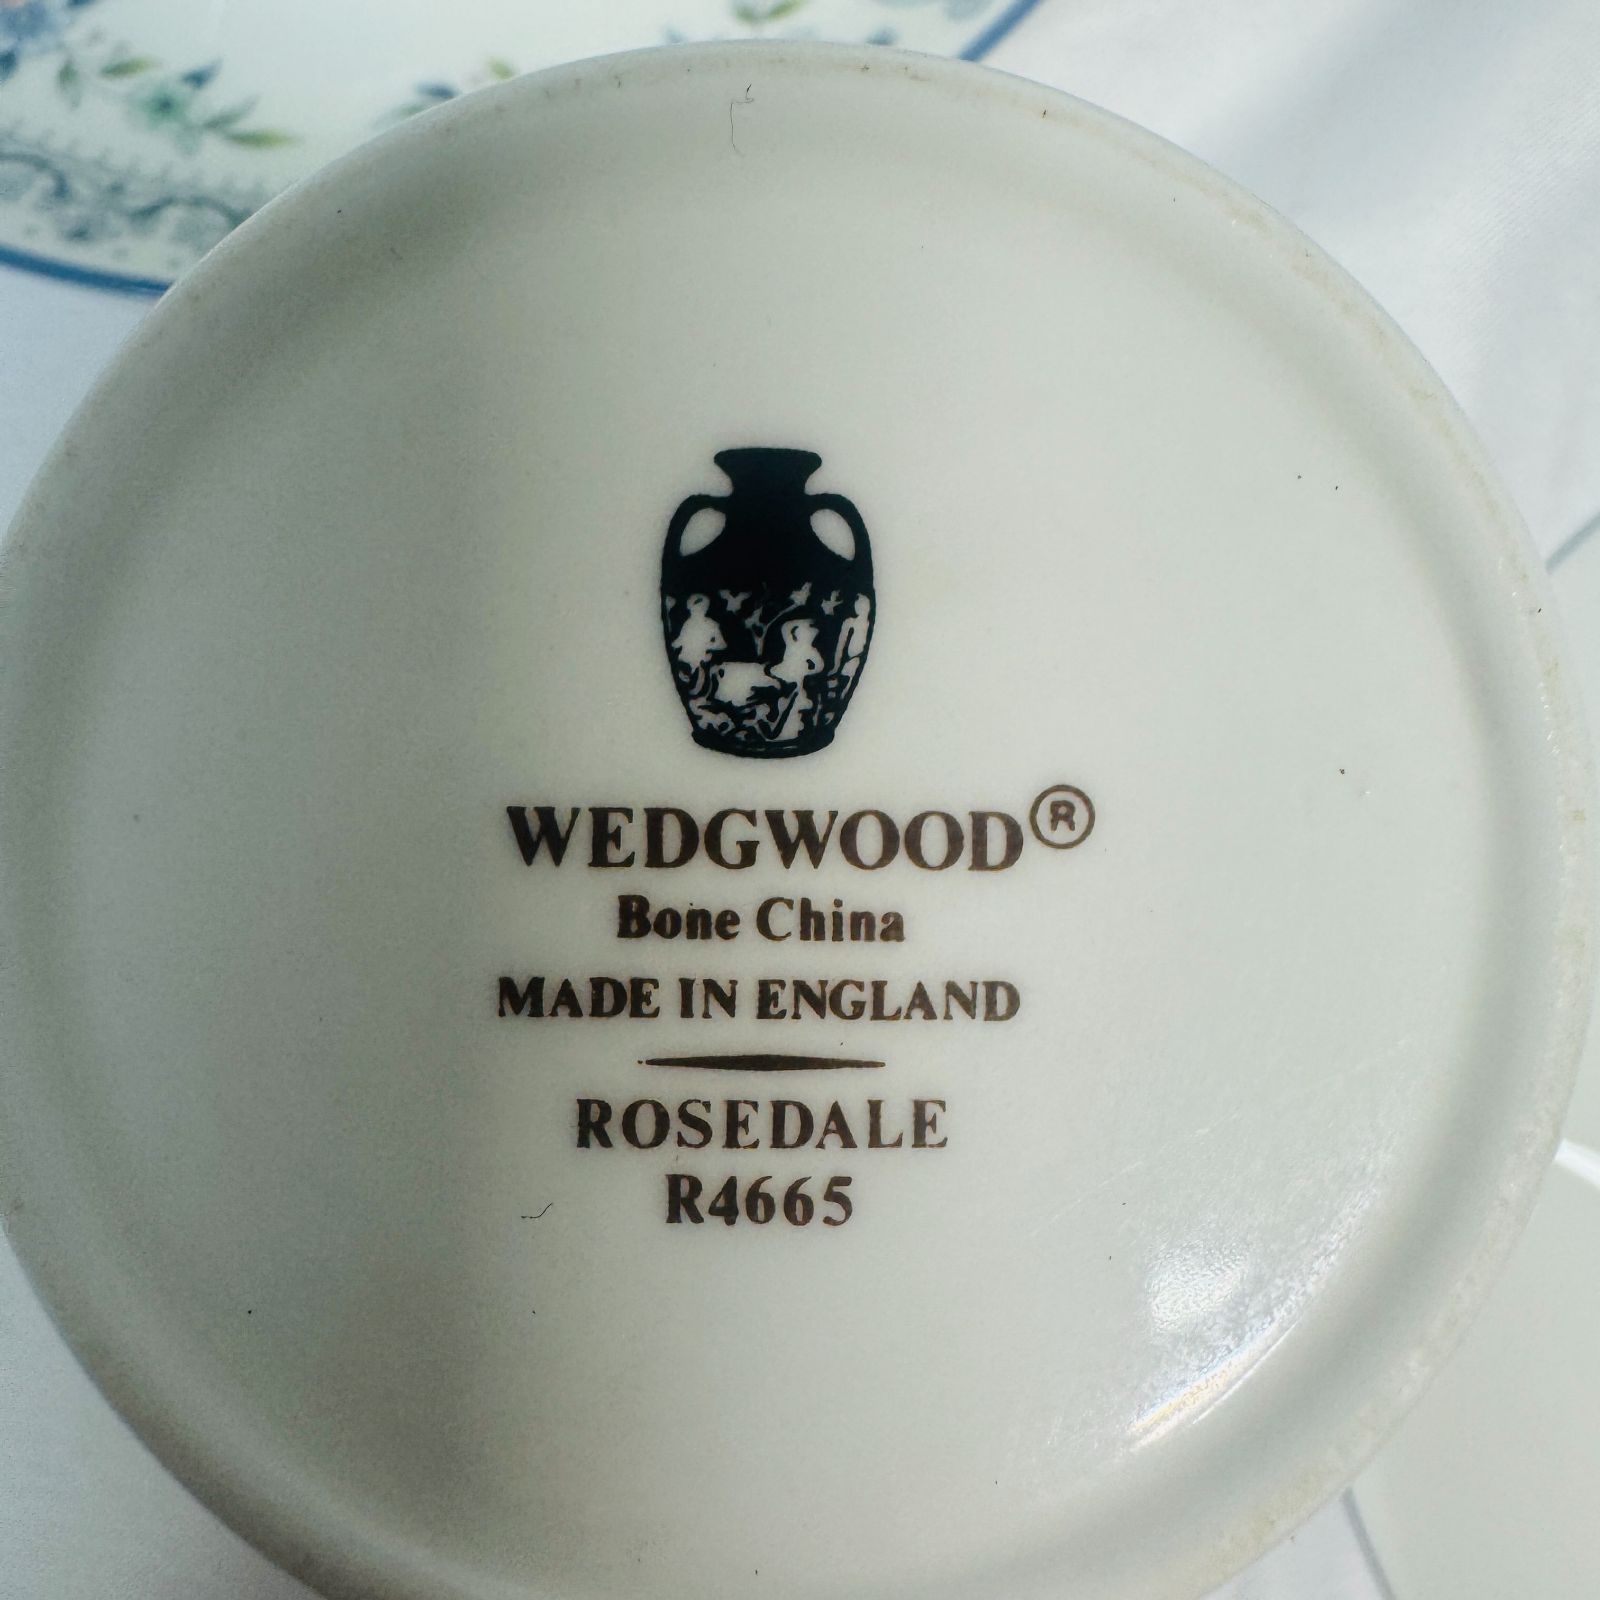 WEDGWOOD®
Bone China
MADE IN ENGLAND
ROSEDALE
R4665